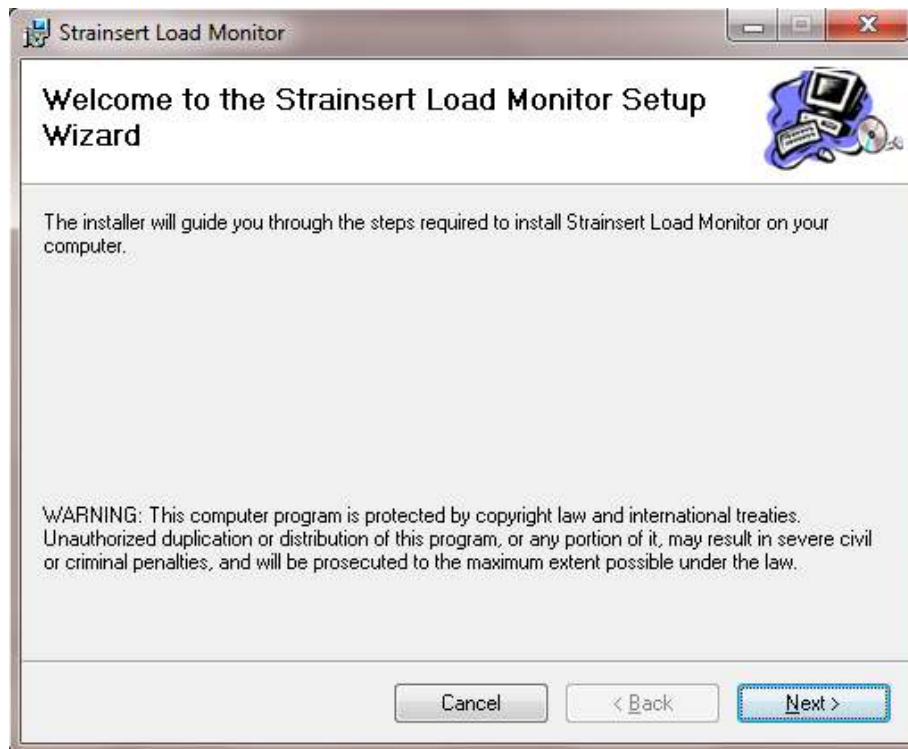 Strainsert Load Monitor
Welcome to the Strainsert Load Monitor Setup
Wizard
The installer will guide you through the steps required to install Strainsert Load Monitor on your
computer.
WARNING: This computer program is protected by copyright law and international treaties.
Unauthorized duplication or distribution of this program, or any portion of it, may result in severe civil
or criminal penalties, and will be prosecuted to the maximum extent possible under the law.
Cancel
< Back
Next >